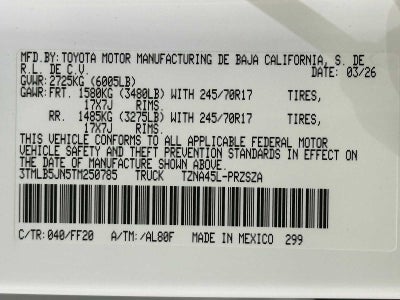 MFD.BY:TOYOTA MOTOR MANUFACTURING DE BAJA CALIFORNIA, S. DE
R.L. DE C.V. DATE: 03/26
GVWR: 2725KG (6005LB)
GAWR:FRT. 1580KG (3480LB) WITH 245/70R17 TIRES,
17X7J RIMS.
RR. 1485KG (3275LB) WITH 245/70R17 TIRES,
17X7J RIMS.
THIS VEHICLE CONFORMS TO ALL APPLICABLE FEDERAL MOTOR
VEHICLE SAFETY AND THEFT PREVENTION STANDARDS IN EFFECT ON
THE DATE OF MANUFACTURE SHOWN ABOVE.
3TMLB5JN5TM250785 TRUCK TZNA45L-PRZSZA
C/TR: 040/FF20 A/TM: /AL80F MADE IN MEXICO 299